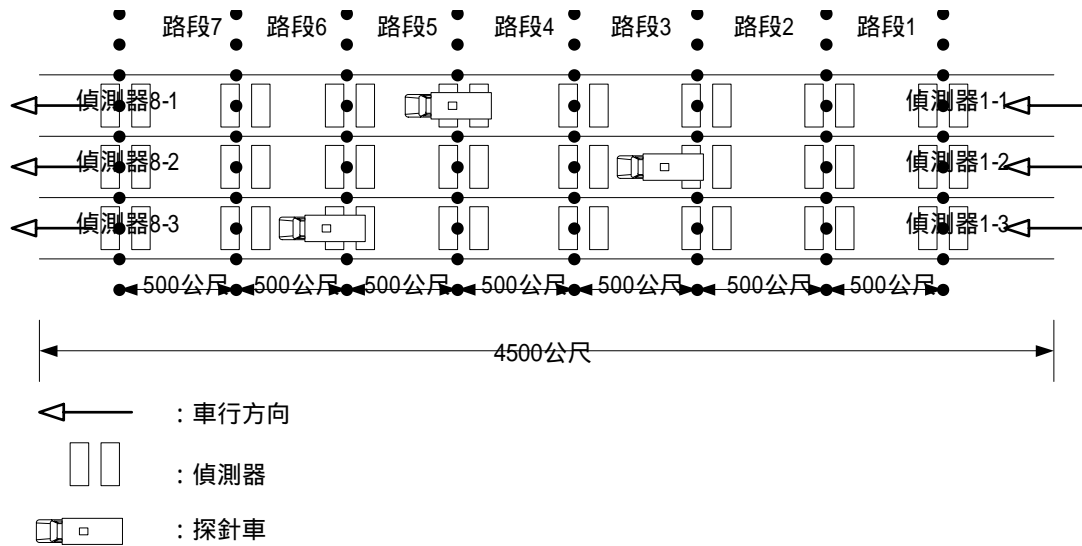 路段7 路段6 路段5 路段4 路段3 路段2 路段1
偵測器8-1 偵測器1-1
偵測器8-2 偵測器1-2
偵測器8-3 偵測器1-3
500公尺 500公尺 500公尺 500公尺 500公尺 500公尺 500公尺
4500公尺
：車行方向
：偵測器
：探針車